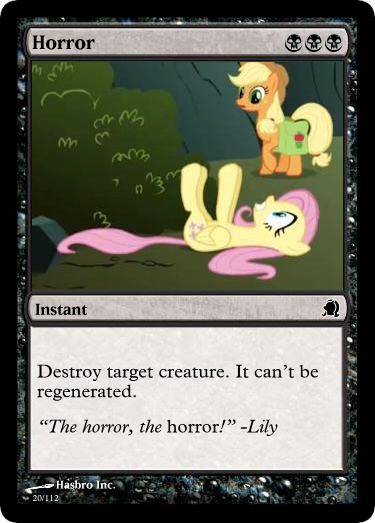 Horror
Instant
Destroy target creature. It can't be
regenerated.
“The horror, the horror!” -Lily
Hasbro Inc.
20/112